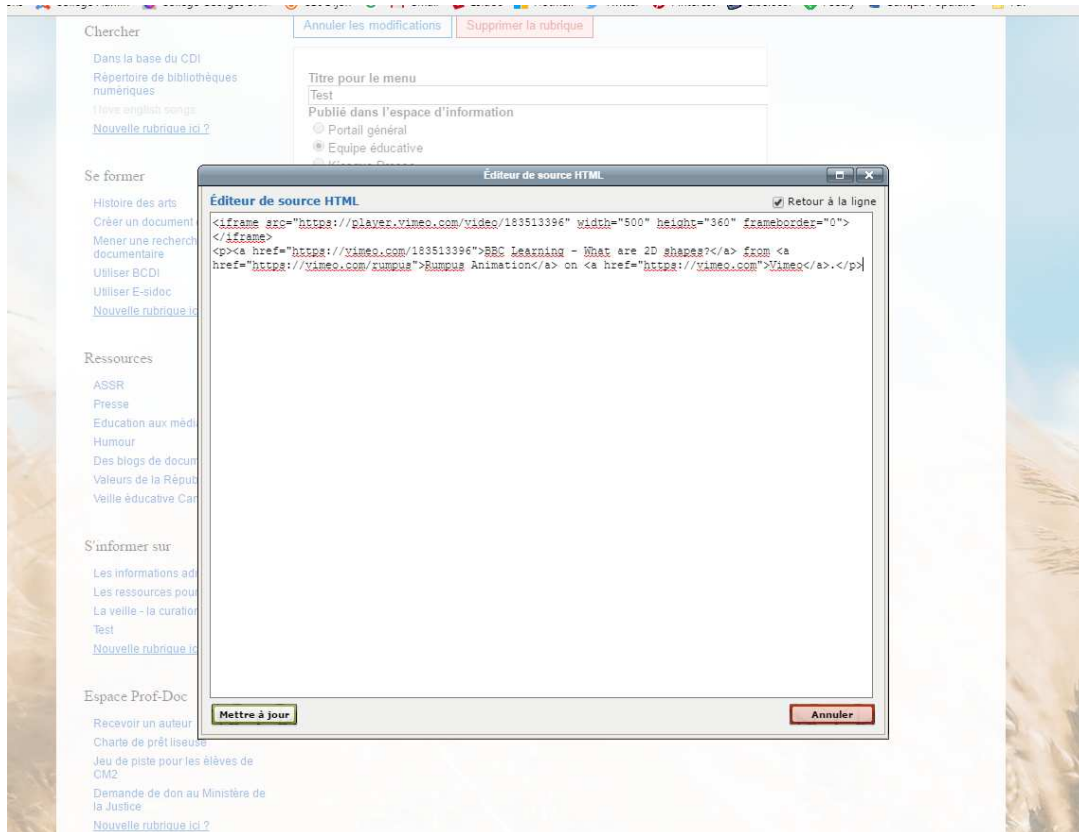 Chercher
Dans la base du CDI
Répertoire de bibliothèques
numériques
I love english songs
Nouvelle rubrique ici ?
Se former
Histoire des arts
Créer un document
Mener une recherch
documentaire
Utiliser BCDI
Utiliser E-sidoc
Nouvelle rubrique ic
Ressources
ASSR
Presse
Education aux médi
Humour
Des blogs de docum
Valeurs de la Répub
Veille éducative Can
S'informer sur
Les informations adm
Les ressources pour
La veille - la curation
Test
Nouvelle rubrique ic
Espace Prof-Doc
Recevoir un auteur
Charte de prêt liseuse
Jeu de piste pour les élèves de
CM2
Demande de don au Ministère de
la Justice
Nouvelle rubrique ici ?
Annuler les modifications
Supprimer la rubrique
Titre pour le menu
Test
Publié dans l'espace d'information
Portail général
Equipe éducative
Éditeur de source HTML
Éditeur de source HTML
Retour à la ligne
<iframe src="https://player.vimeo.com/video/183513396" width="500" height="360" frameborder="0">
</iframe>
<p><a href="https://vimeo.com/183513396">BBC Learning - What are 2D shapes?</a> from <a
href="https://vimeo.com/rumpus">Rumpus Animation</a> on <a href="https://vimeo.com">Vimeo</a>.</p>
Mettre à jour
Annuler